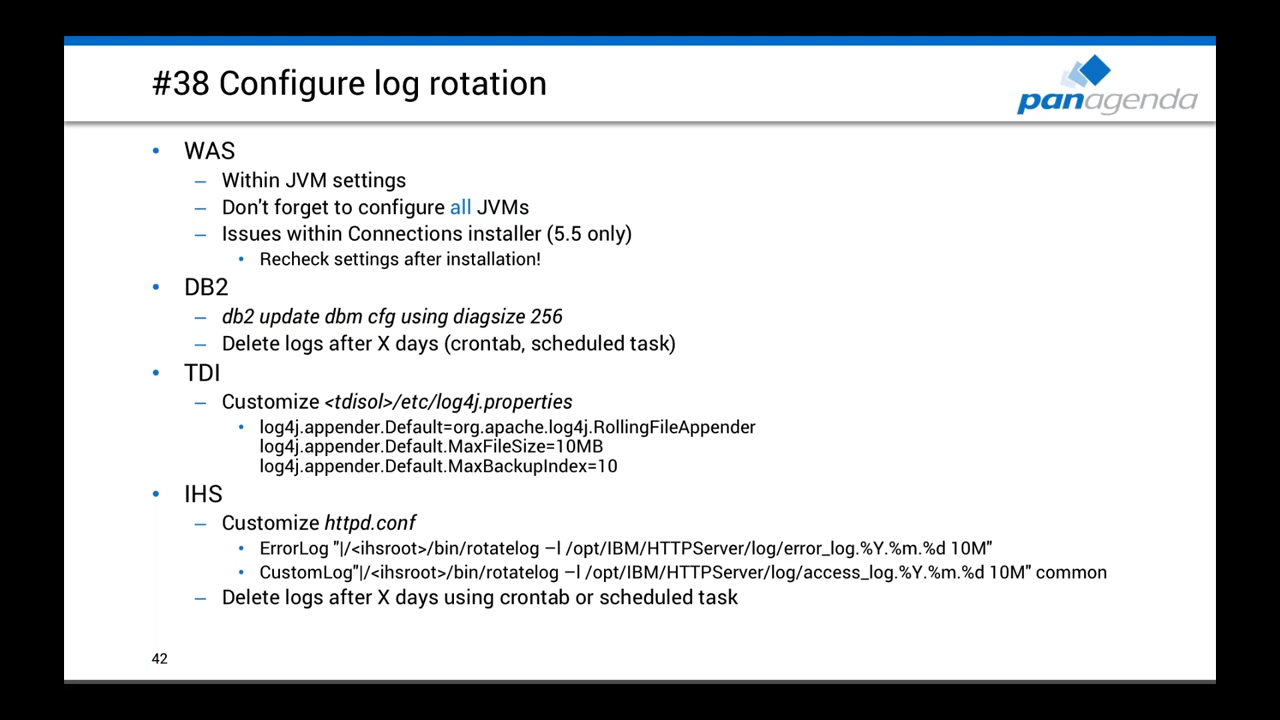 #38 Configure log rotation
panagenda
• WAS
– Within JVM settings
– Don't forget to configure all JVMs
– Issues within Connections installer (5.5 only)
• Recheck settings after installation!
• DB2
– db2 update dbm cfg using diagsize 256
– Delete logs after X days (crontab, scheduled task)
• TDI
– Customize <tdisol>/etc/log4j.properties
• log4j.appender.Default=org.apache.log4j.RollingFileAppender
log4j.appender.Default.MaxFileSize=10MB
log4j.appender.Default.MaxBackupIndex=10
• IHS
– Customize httpd.conf
• ErrorLog "|/<ihsroot>/bin/rotatelog –l /opt/IBM/HTTPServer/log/error_log.%Y.%m.%d 10M"
• CustomLog"|/<ihsroot>/bin/rotatelog –l /opt/IBM/HTTPServer/log/access_log.%Y.%m.%d 10M" common
– Delete logs after X days using crontab or scheduled task
42